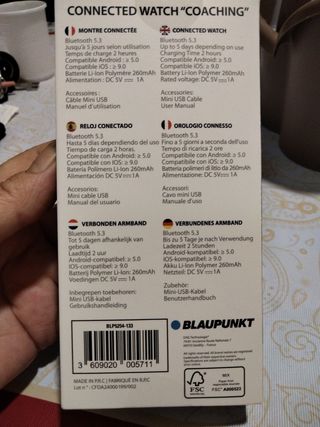 CONNECTED WATCH "COACHING"
MONTRE CONNECTÉE
Bluetooth 5.3
Jusqu'à 5 jours selon utilisation
Temps de charge 2 heures
Compatible Android: ≥ 5.0
Compatible iOS: ≥ 9.0
Batterie Li-Ion Polymère 260mAh
Alimentation: DC 5V⎓1A
Accessoires:
Câble Mini USB
Manuel d'utilisation
CONNECTED WATCH
Bluetooth 5.3
Up to 5 days depending on use
Charging Time 2 hours
Compatible Android: ≥ 5.0
Compatible iOS: ≥ 9.0
Battery Li-Ion Polymer 260mAh
Rated voltage: DC 5V⎓1A
Accessories:
Mini USB Cable
User Manual
RELOJ CONECTADO
Bluetooth 5.3
Hasta 5 días dependiendo del uso
Tiempo de carga 2 horas.
Compatible con Android: ≥ 5.0
Compatible con iOS: ≥ 9.0
Batería Polímero Li-Ion 260mAh
Alimentación: DC 5V⎓1A
Accesorios:
Mini cable USB
Manual del usuario
OROLOGIO CONNESSO
Bluetooth 5.3
Fino a 5 giorni a seconda dell'uso
Tempo di ricarica 2 ore
Compatibile con Android: ≥ 5.0
Compatibile con iOS: ≥ 9.0
Batteria polimeri di litio da 260mAh
Alimentazione: DC 5V⎓1A
Accessori:
Cavo mini USB
Manuale d'uso
VERBONDEN ARMBAND
Bluetooth 5.3
Tot 5 dagen afhankelijk van
gebruik
Laadtijd 2 uur
Android-compatibel: ≥ 5.0
iOS-compatibel: ≥ 9.0
Batterij Polymeer Li-Ion: 260mAh
Voedingen DC 5V⎓1A
Inbegrepen toebehoren:
Mini USB-kabel
Gebruikshandleiding
VERBUNDENES ARMBAND
Bluetooth 5.3
Bis zu 5 Tage je nach Verwendung
Ladezeit 2 Stunden
Android-kompatibel: ≥ 5.0
iOS-kompatibel: ≥ 9.0
Akku Li-Ionen Polymer 260mAh
Netzteil: DC 5V⎓1A
Zubehör:
Mini-USB-Kabel
Benutzerhandbuch
BLP5254-133
3 609020 005711
MADE IN P.R.C | FABRIQUÉ EN R.P.C
Lot n° : CFDA24000199/002
BLAUPUNKT
FSC
MIX
FSC® A000523